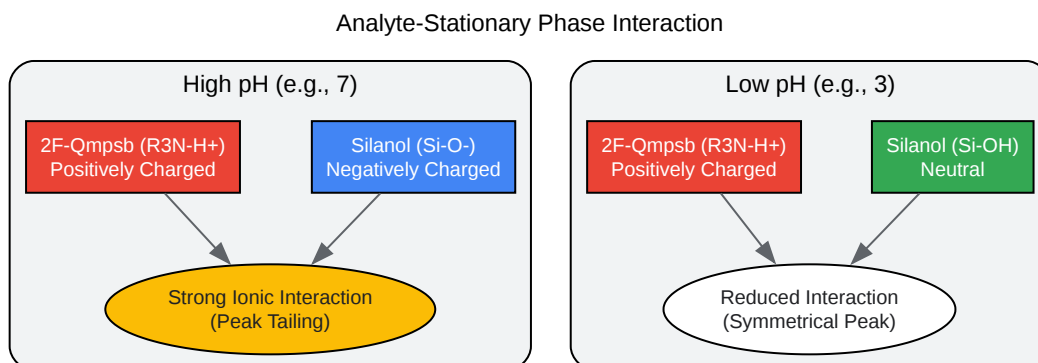 Analyte-Stationary Phase Interaction
High pH (e.g., 7)
2F-Qmpsb (R3N-H+)
Positively Charged
Silanol (Si-O-)
Negatively Charged
Strong Ionic Interaction
(Peak Tailing)
Low pH (e.g., 3)
2F-Qmpsb (R3N-H+)
Positively Charged
Silanol (Si-OH)
Neutral
Reduced Interaction
(Symmetrical Peak)